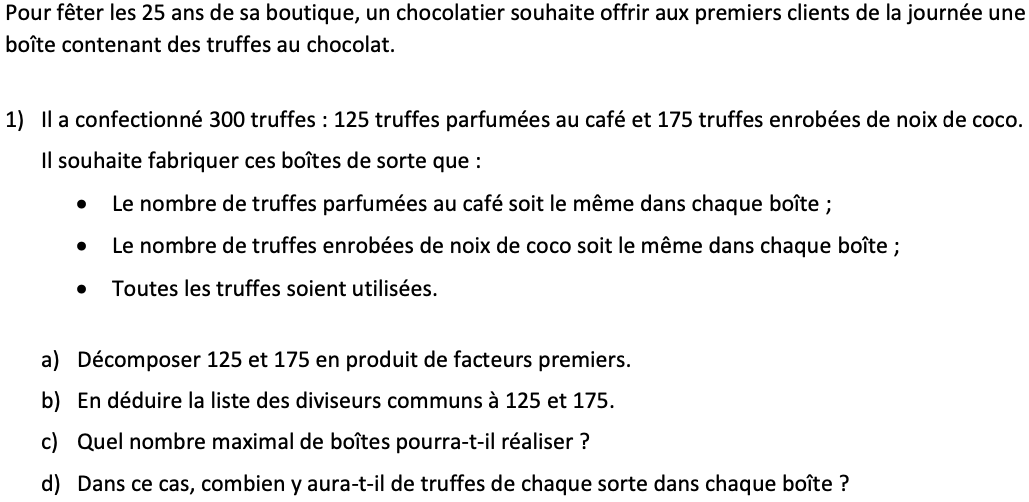 Pour fêter les 25 ans de sa boutique, un chocolatier souhaite offrir aux premiers clients de la journée une
boîte contenant des truffes au chocolat.
1) Il a confectionné 300 truffes : 125 truffes parfumées au café et 175 truffes enrobées de noix de coco.
Il souhaite fabriquer ces boîtes de sorte que :
• Le nombre de truffes parfumées au café soit le même dans chaque boîte ;
• Le nombre de truffes enrobées de noix de coco soit le même dans chaque boîte ;
• Toutes les truffes soient utilisées.
a) Décomposer 125 et 175 en produit de facteurs premiers.
b) En déduire la liste des diviseurs communs à 125 et 175.
c) Quel nombre maximal de boîtes pourra-t-il réaliser ?
d) Dans ce cas, combien y aura-t-il de truffes de chaque sorte dans chaque boîte ?